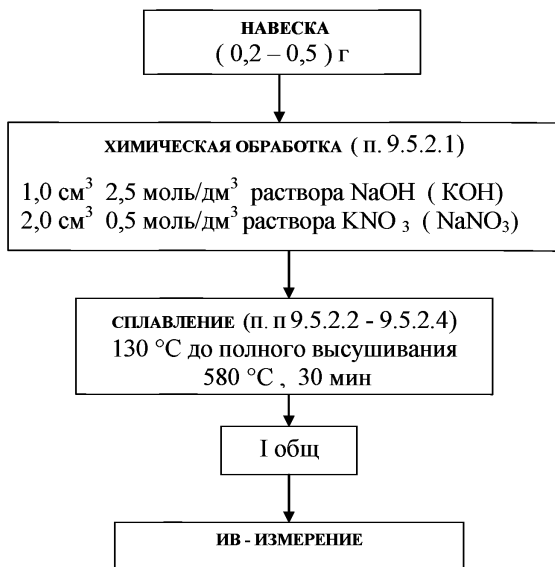 НАВЕСКА
( 0,2 – 0,5 ) г
ХИМИЧЕСКАЯ ОБРАБОТКА ( П. 9.5.2.1)
1,0 см³ 2,5 моль/дм³ раствора NaOH ( КОН)
2,0 см³ 0,5 моль/дм³ раствора KNO ₃ ( NaNO₃)
СПЛАВЛЕНИЕ (П. П 9.5.2.2 - 9.5.2.4)
130 °С до полного высушивания
580 °С , 30 мин
I общ
ИВ - ИЗМЕРЕНИЕ